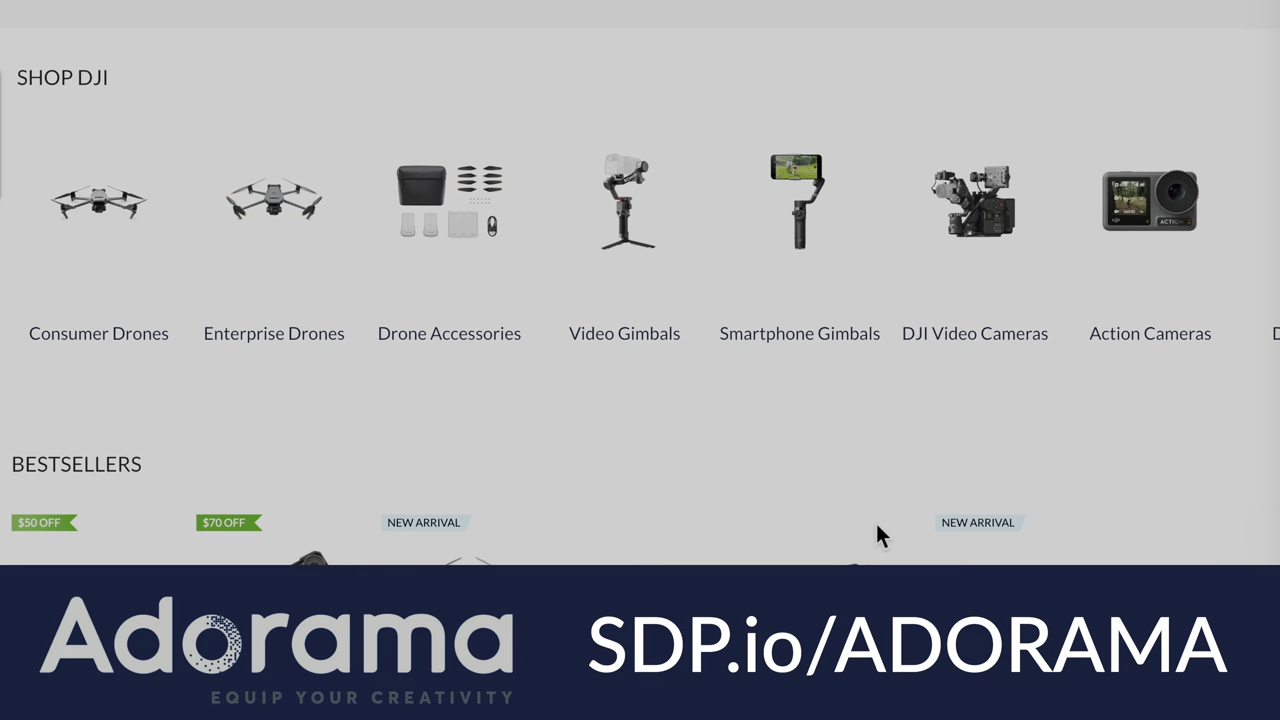 SHOP DJI
Consumer Drones
Enterprise Drones
Drone Accessories
Video Gimbals
Smartphone Gimbals
DJI Video Cameras
Action Cameras
BESTSELLERS
$50 OFF
$70 OFF
NEW ARRIVAL
NEW ARRIVAL
Adorama
EQUIP YOUR CREATIVITY
SDP.io/ADORAMA